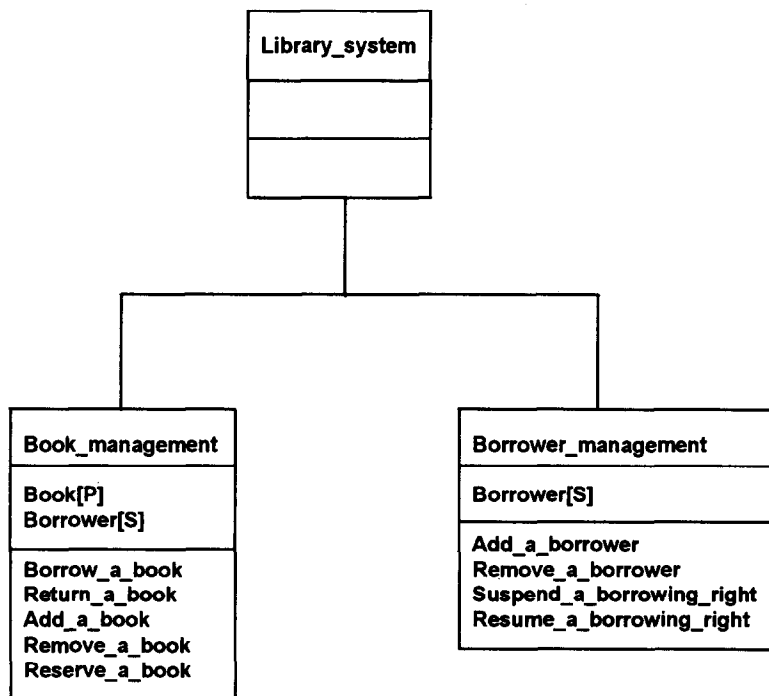 Library_system
Book_management
Book[P]
Borrower[S]
Borrow_a_book
Return_a_book
Add_a_book
Remove_a_book
Reserve_a_book
Borrower_management
Borrower[S]
Add_a_borrower
Remove_a_borrower
Suspend_a_borrowing_right
Resume_a_borrowing_right